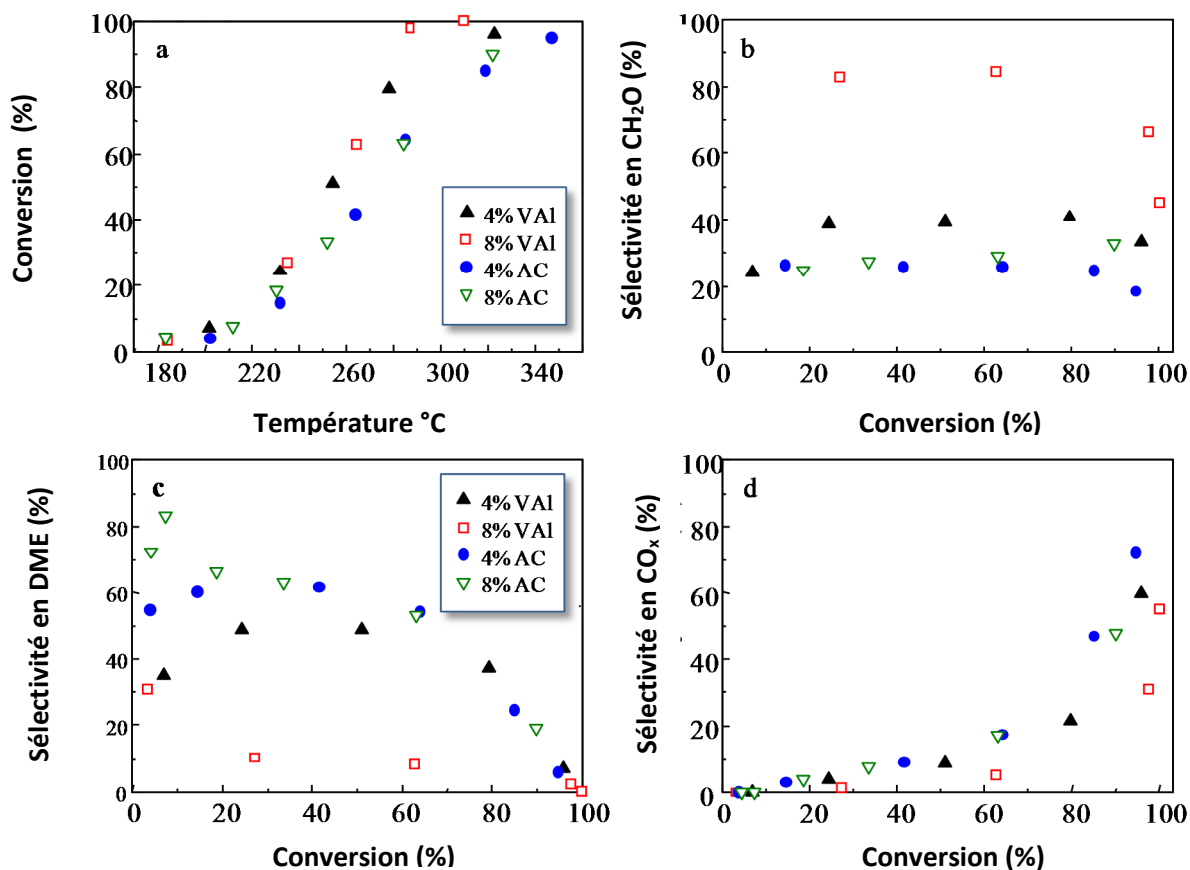 a
Conversion (%)
100
80
60
40
20
0
180 220 260 300 340
Température °C
4% VAl
8% VAl
4% AC
8% AC
b
Sélectivité en CH₂O (%)
100
80
60
40
20
0
0 20 40 60 80 100
Conversion (%)
c
Sélectivité en DME (%)
100
80
60
40
20
0
0 20 40 60 80 100
Conversion (%)
4% VAl
8% VAl
4% AC
8% AC
d
Sélectivité en COₓ (%)
100
80
60
40
20
0
0 20 40 60 80 100
Conversion (%)